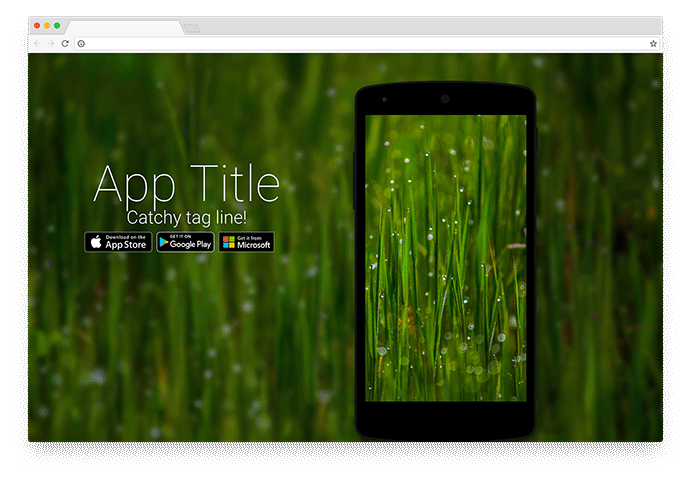 App Title
Catchy tag line!
Download on the
App Store
GET IT ON
Google Play
Get it from
Microsoft